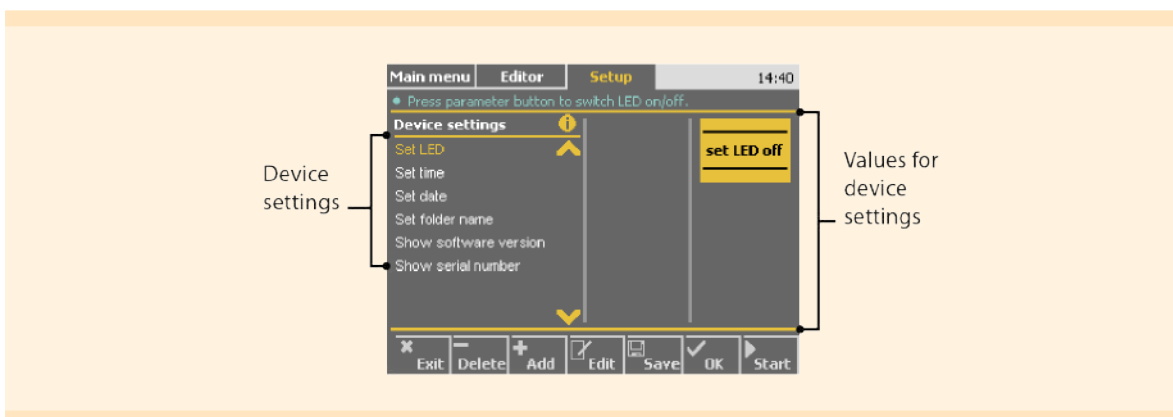 Main menu Editor Setup 14:40
• Press parameter button to switch LED on/off.
Device settings
Set LED
Set time
Set date
Set folder name
Show software version
Show serial number
set LED off
Exit Delete Add Edit Save OK Start
Device
settings
Values for
device
settings